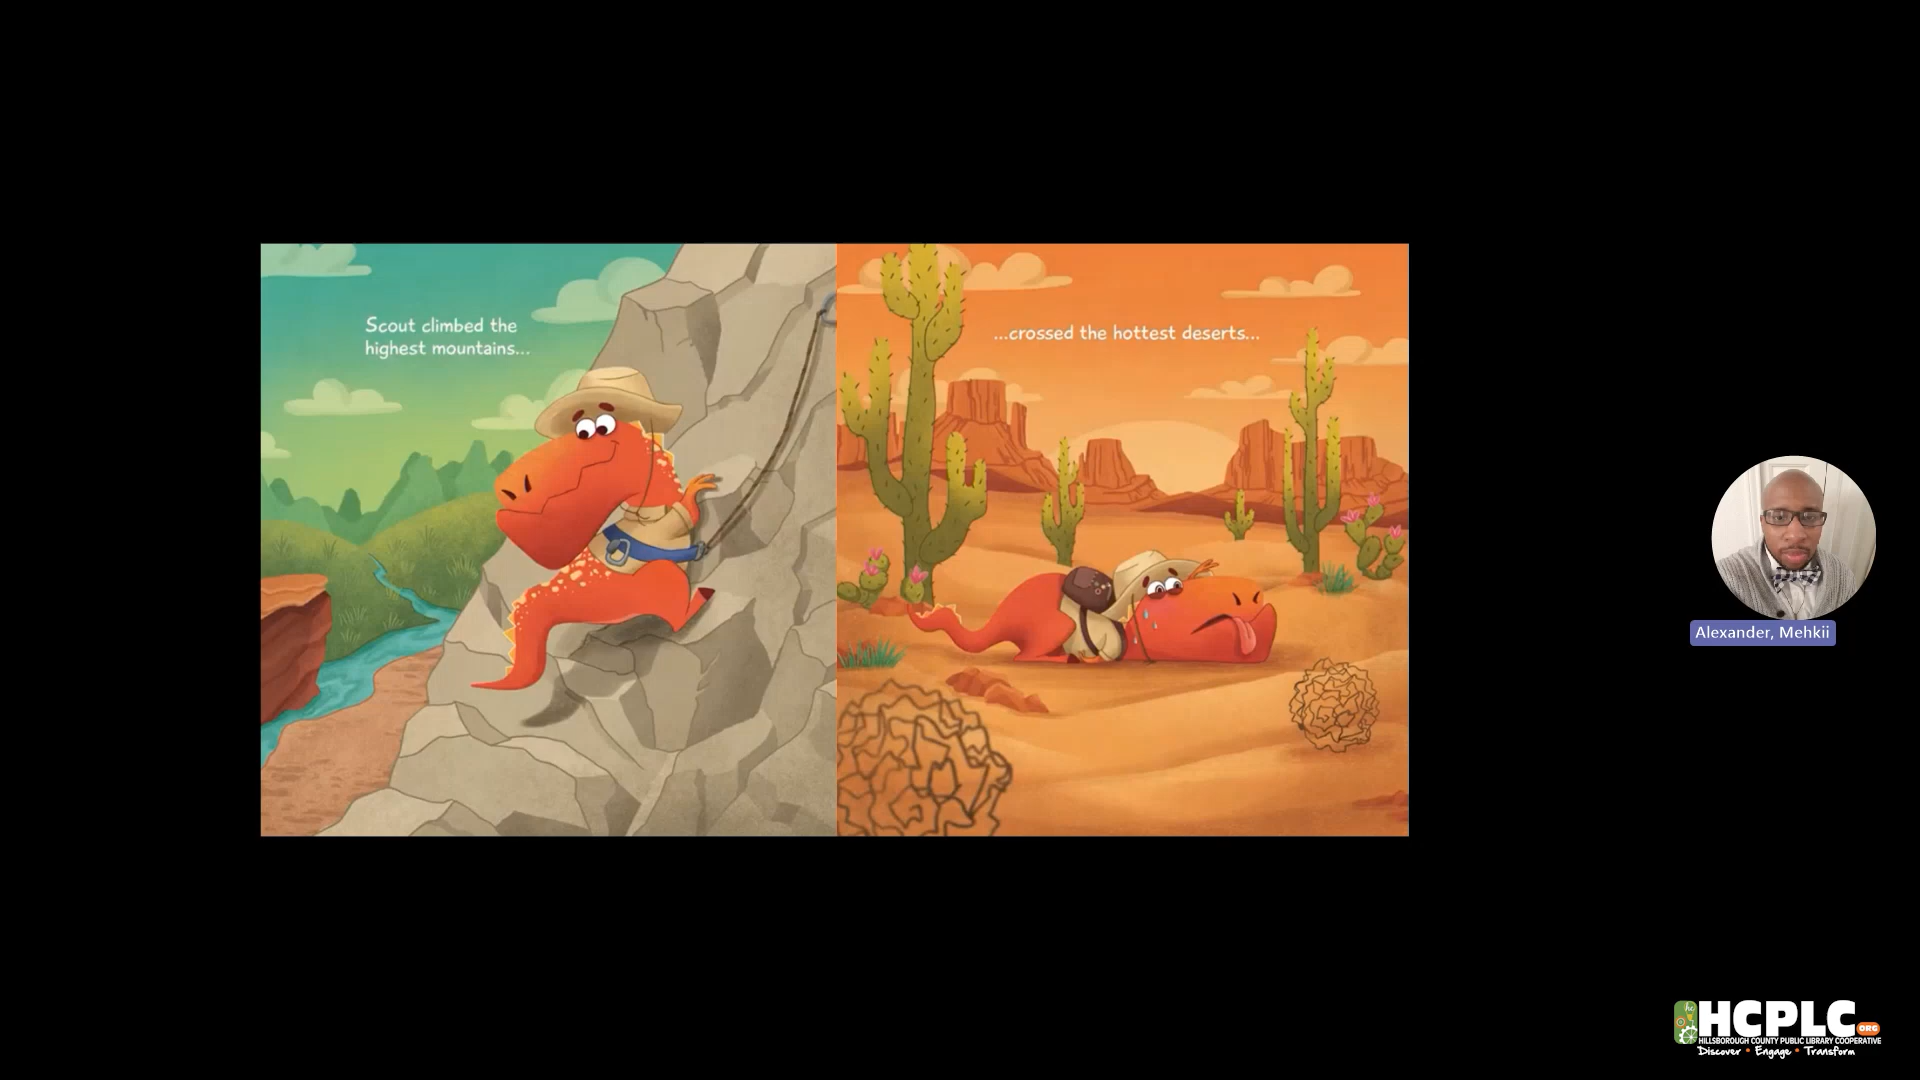 Scout climbed the
highest mountains...
...crossed the hottest deserts...
Alexander, Mehkii
hc
HCPLC
ORG
HILLSBOROUGH COUNTY PUBLIC LIBRARY COOPERATIVE
Discover • Engage • Transform